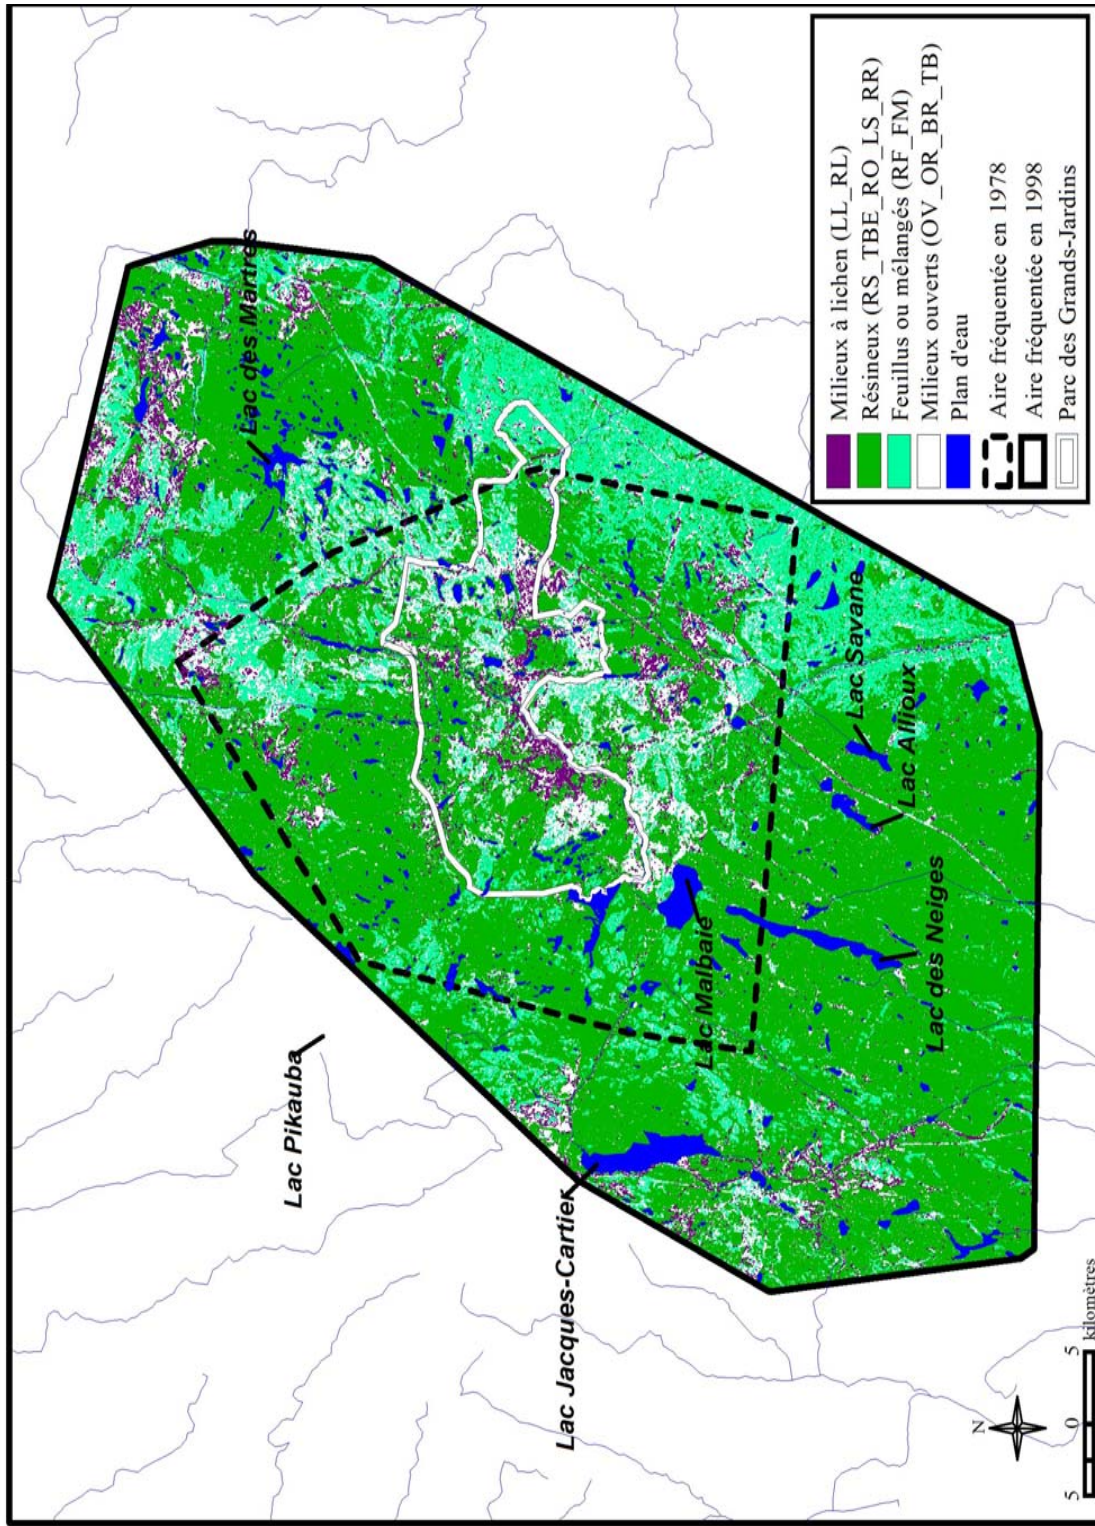 Lac des Martres
Lac Pikauba
Lac Jacques-Cartier
Lac Malbaie
Lac des Neiges
Lac Allioux
Lac Savane
Milieux à lichen (LL_RL)
Résineux (RS_TBE_RO_LS_RR)
Feuillus ou mélangés (RF_FM)
Milieux ouverts (OV_OR_BR_TB)
Plan d'eau
Aire fréquentée en 1978
Aire fréquentée en 1998
Parc des Grands-Jardins
N
5 0 5
kilomètres